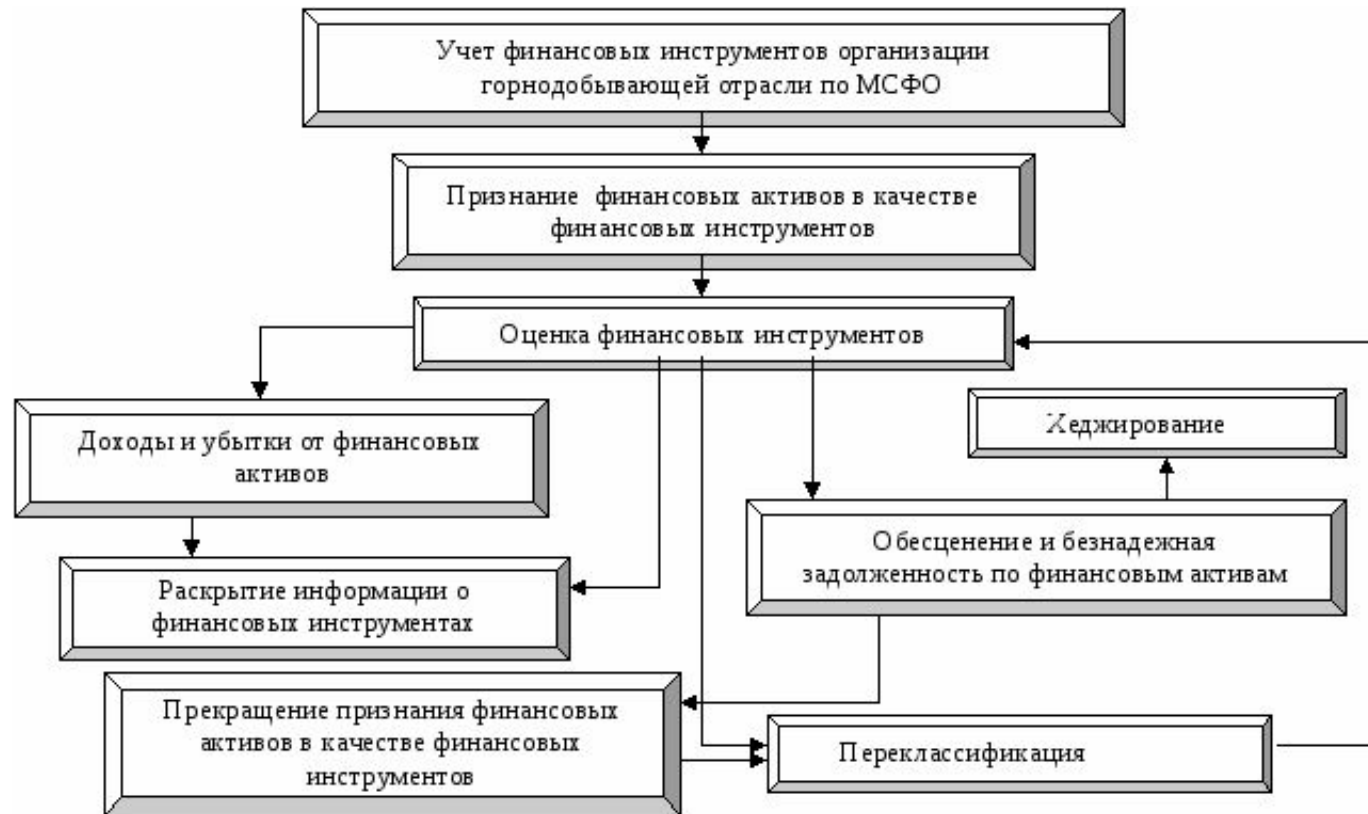 Учет финансовых инструментов организации
горнодобывающей отрасли по МСФО
Признание финансовых активов в качестве
финансовых инструментов
Оценка финансовых инструментов
Доходы и убытки от финансовых
активов
Хеджирование
Обесценение и безнадежная
задолженность по финансовым активам
Раскрытие информации о
финансовых инструментах
Прекращение признания финансовых
активов в качестве финансовых
инструментов
Переклассификация